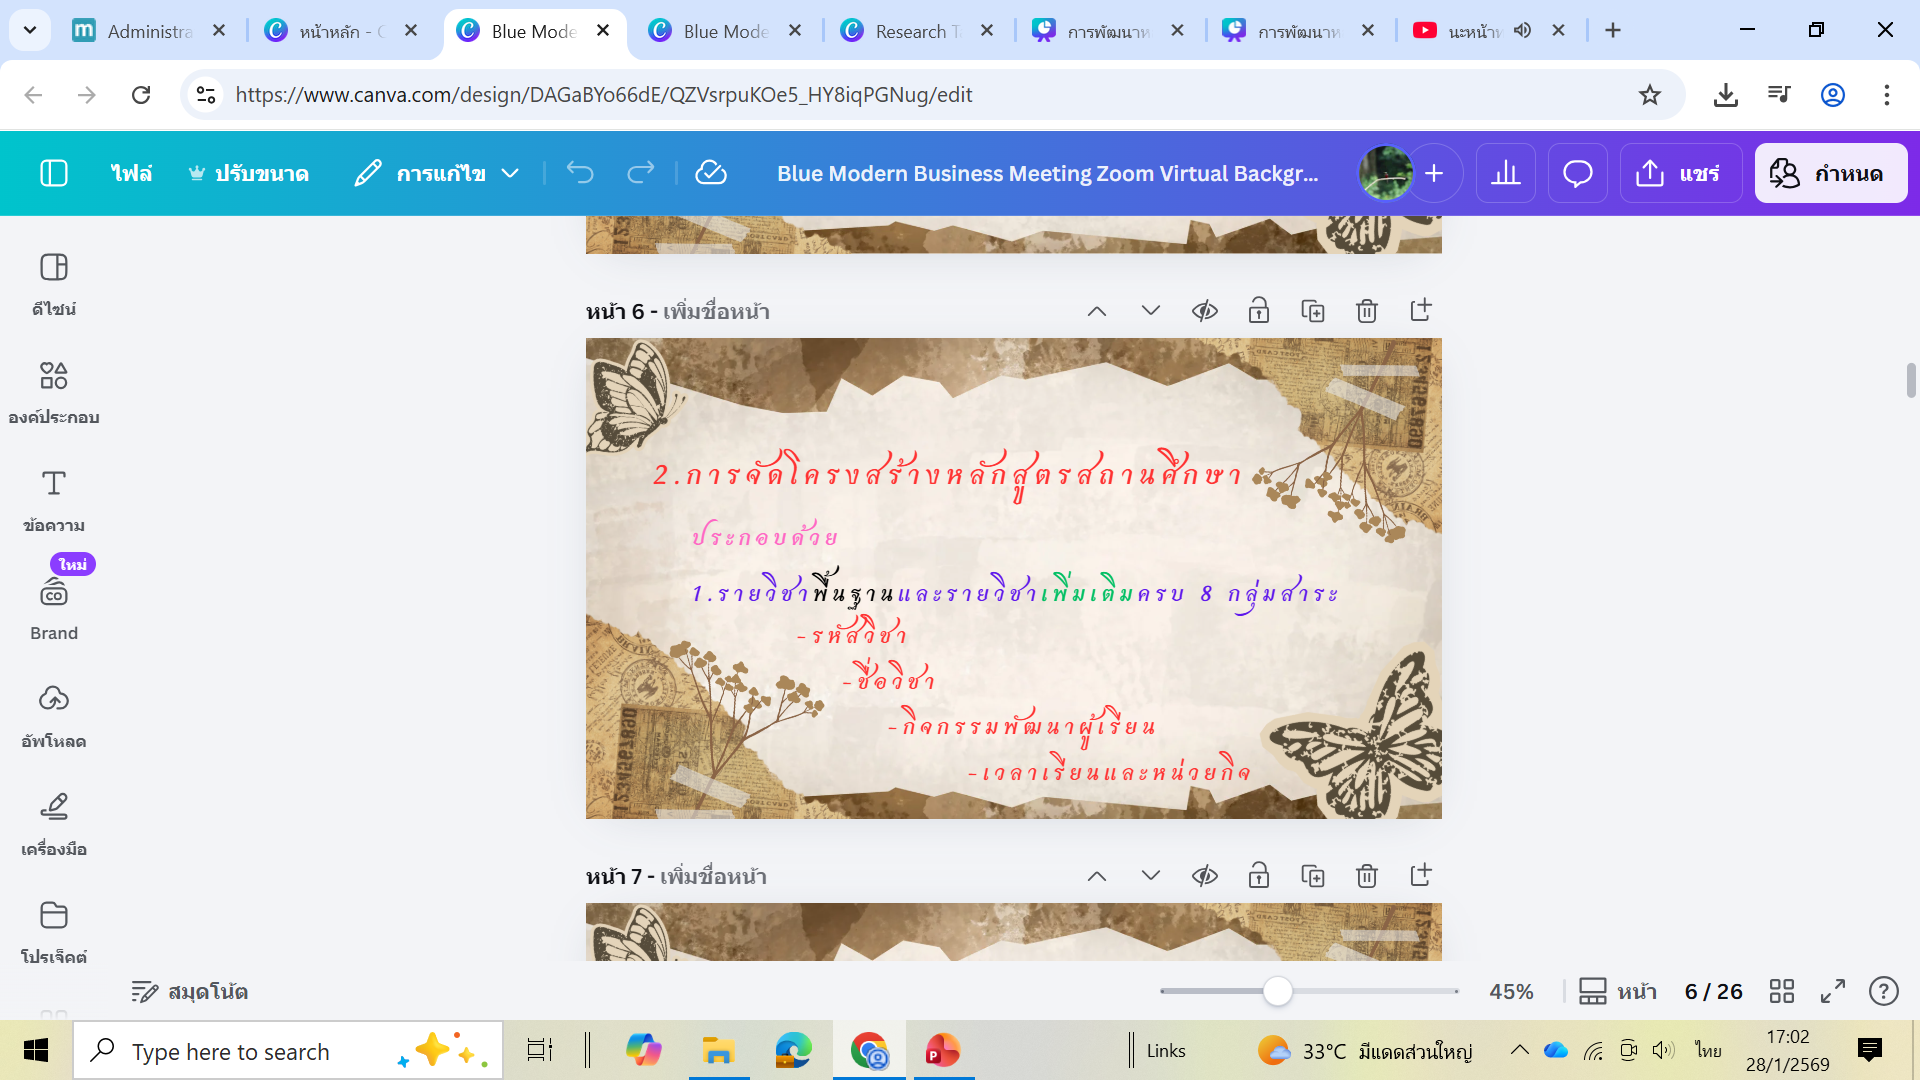 Administra
หน้าหลัก - C
Blue Mode
Blue Mode
Research T
การพัฒนาห
การพัฒนาห
นะหน้าท
https://www.canva.com/design/DAGaBYo66dE/QZVsrpuKOe5_HY8iqPGNug/edit
ไฟล์
ปรับขนาด
การแก้ไข
Blue Modern Business Meeting Zoom Virtual Backgr...
แชร์
กำหนด
ดีไซน์
องค์ประกอบ
ข้อความ
ใหม่
Brand
อัพโหลด
เครื่องมือ
โปรเจ็คต์
หน้า 6 - เพิ่มชื่อหน้า
2.การจัดโครงสร้างหลักสูตรสถานศึกษา
ประกอบด้วย
1.รายวิชาพื้นฐานและรายวิชาเพิ่มเติมครบ 8 กลุ่มสาระ
-รหัสวิชา
-ชื่อวิชา
-กิจกรรมพัฒนาผู้เรียน
-เวลาเรียนและหน่วยกิจ
หน้า 7 - เพิ่มชื่อหน้า
สมุดโน้ต
45%
หน้า
6 / 26
Type here to search
Links
33°C มีแดดส่วนใหญ่
ไทย
17:02
28/1/2569